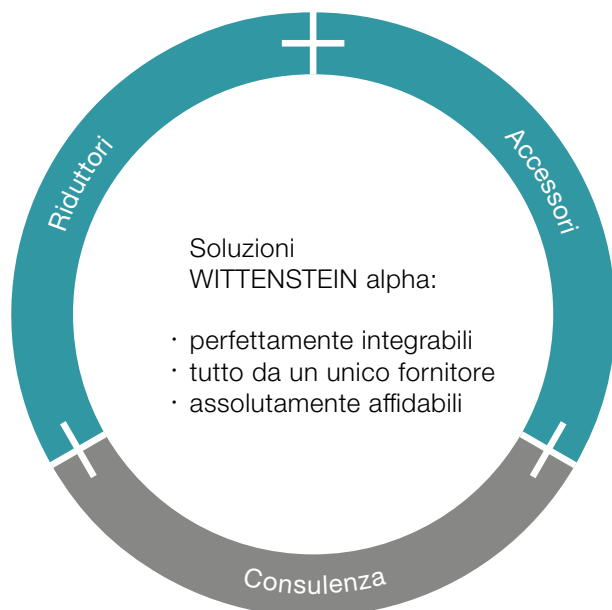 Riduttori
Accessori
Soluzioni
WITTENSTEIN alpha:
· perfettamente integrabili
· tutto da un unico fornitore
· assolutamente affidabili
Consulenza